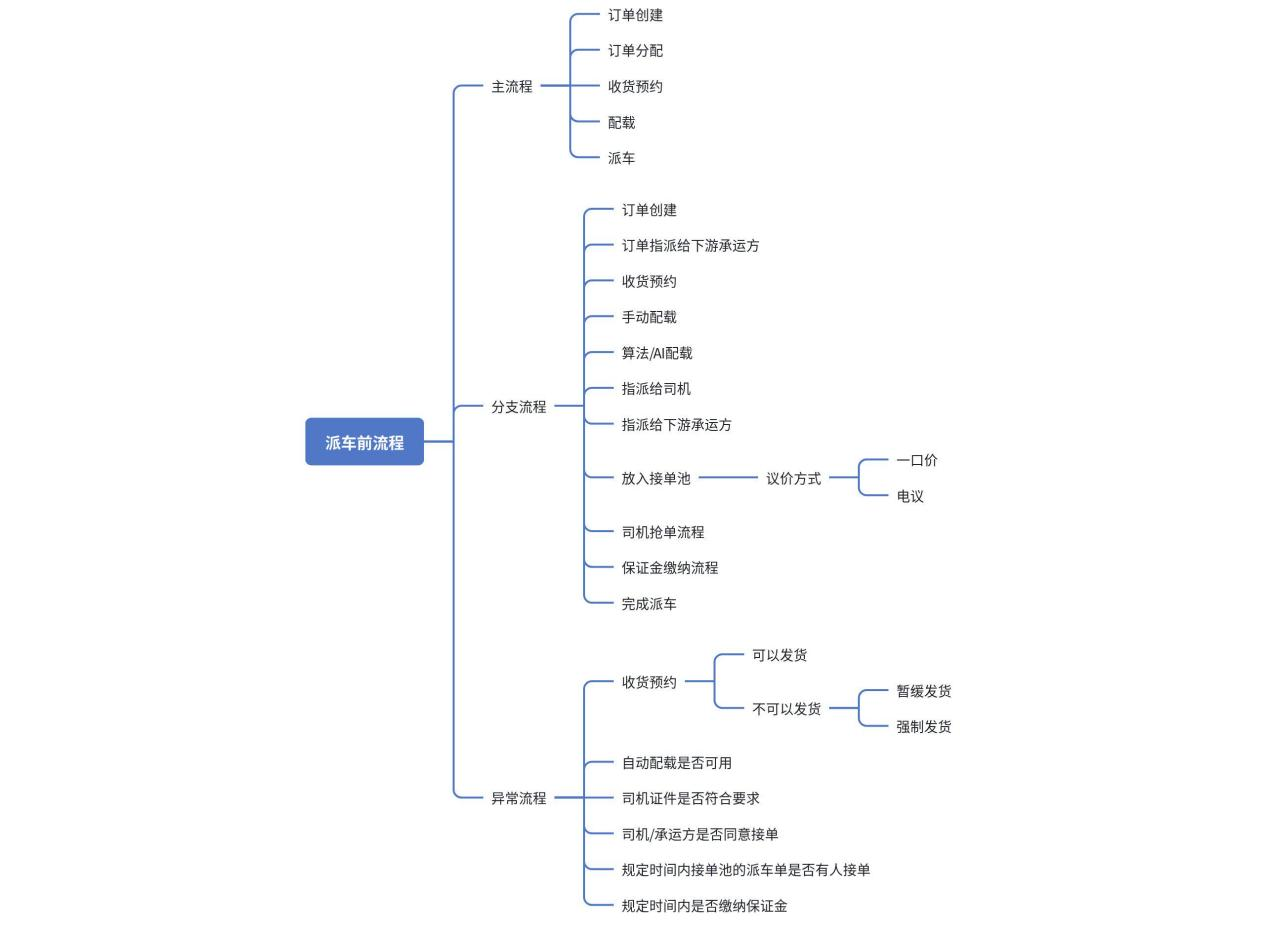 派车前流程
主流程
订单创建
订单分配
收货预约
配载
派车
分支流程
订单创建
订单指派给下游承运方
收货预约
手动配载
算法/AI配载
指派给司机
指派给下游承运方
放入接单池
议价方式
一口价
电议
司机抢单流程
保证金缴纳流程
完成派车
异常流程
收货预约
可以发货
不可以发货
暂缓发货
强制发货
自动配载是否可用
司机证件是否符合要求
司机/承运方是否同意接单
规定时间内接单池的派车单是否有人接单
规定时间内是否缴纳保证金